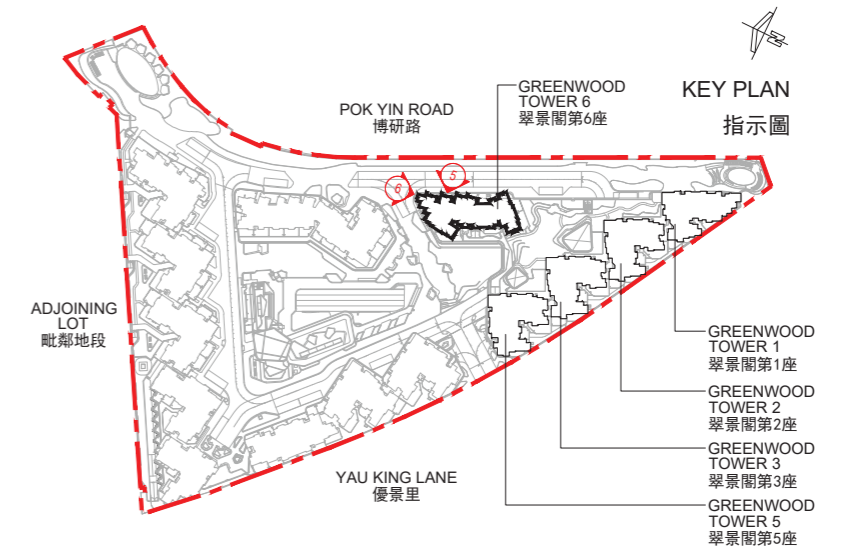 N
KEY PLAN
指示圖
GREENWOOD
TOWER 6
翠景閣第6座
POK YIN ROAD
博研路
5
6
ADJOINING
LOT
毗鄰地段
GREENWOOD
TOWER 1
翠景閣第1座
GREENWOOD
TOWER 2
翠景閣第2座
GREENWOOD
TOWER 3
翠景閣第3座
YAU KING LANE
優景里
GREENWOOD
TOWER 5
翠景閣第5座